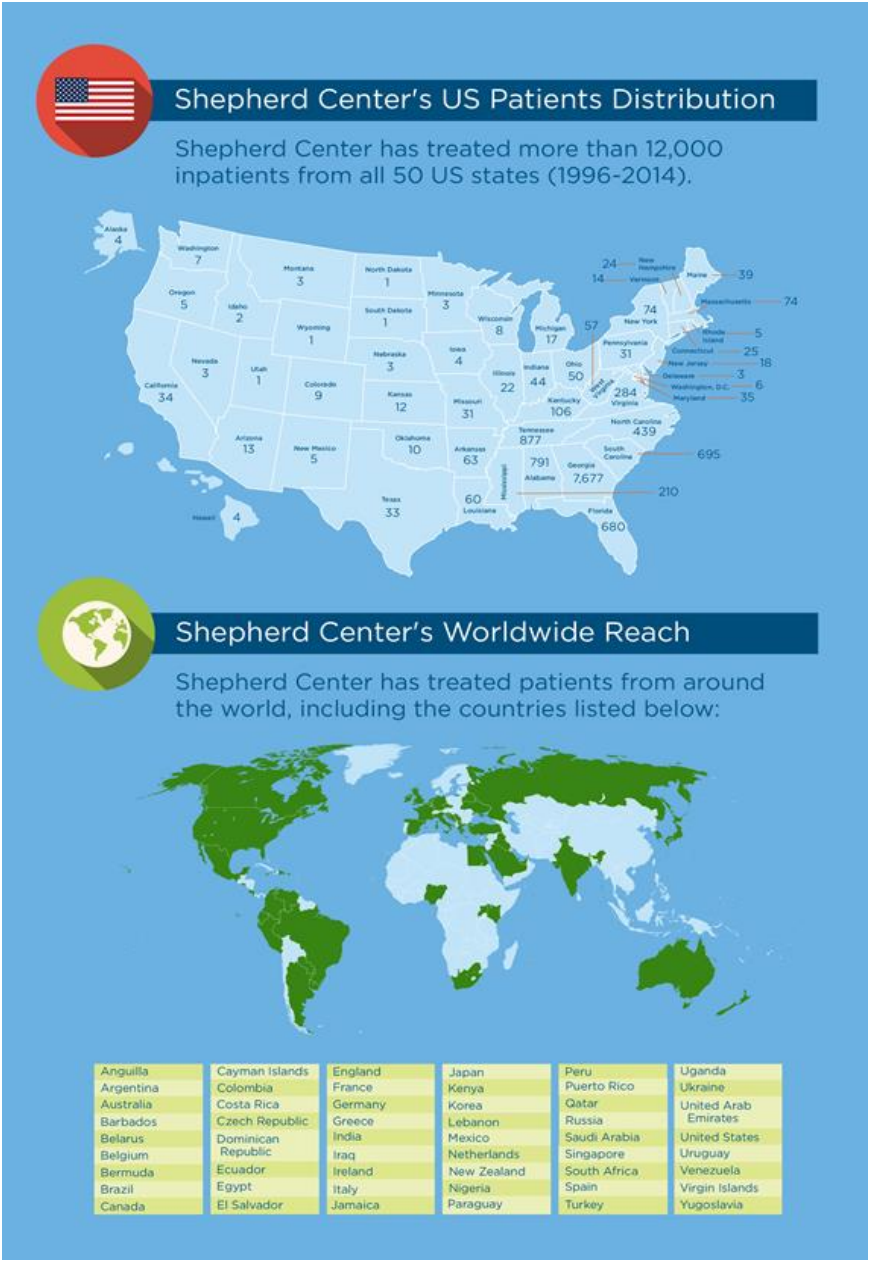 Shepherd Center's US Patients Distribution
Shepherd Center has treated more than 12,000
inpatients from all 50 US states (1996-2014).
Alaska
4
Washington
7
Oregon
5
California
34
Idaho
2
Nevada
3
Montana
3
Wyoming
1
Utah
1
Arizona
13
Colorado
9
New Mexico
5
North Dakota
1
South Dakota
1
Nebraska
3
Kansas
12
Oklahoma
10
Texas
33
Minnesota
3
Iowa
4
Missouri
31
Arkansas
63
60
Louisiana
Wisconsin
8
Illinois
22
Michigan
17
Indiana
44
Ohio
50
Kentucky
106
Tennessee
877
Mississippi
210
791
Alabama
Georgia
7,677
Florida
680
South
Carolina
695
North Carolina
439
284
Virginia
West
Virginia
57
Pennsylvania
31
74
New York
24
New
Hampshire
14
Vermont
Maine
39
Massachusetts
74
Rhode
Island
5
Connecticut
25
New Jersey
18
Delaware
3
Washington, D.C.
6
Maryland
35
Hawaii
4
Shepherd Center's Worldwide Reach
Shepherd Center has treated patients from around
the world, including the countries listed below:
Anguilla
Argentina
Australia
Barbados
Belarus
Belgium
Bermuda
Brazil
Canada
Cayman Islands
Colombia
Costa Rica
Czech Republic
Dominican
Republic
Ecuador
Egypt
El Salvador
England
France
Germany
Greece
India
Iraq
Ireland
Italy
Jamaica
Japan
Kenya
Korea
Lebanon
Mexico
Netherlands
New Zealand
Nigeria
Paraguay
Peru
Puerto Rico
Qatar
Russia
Saudi Arabia
Singapore
South Africa
Spain
Turkey
Uganda
Ukraine
United Arab
Emirates
United States
Uruguay
Venezuela
Virgin Islands
Yugoslavia